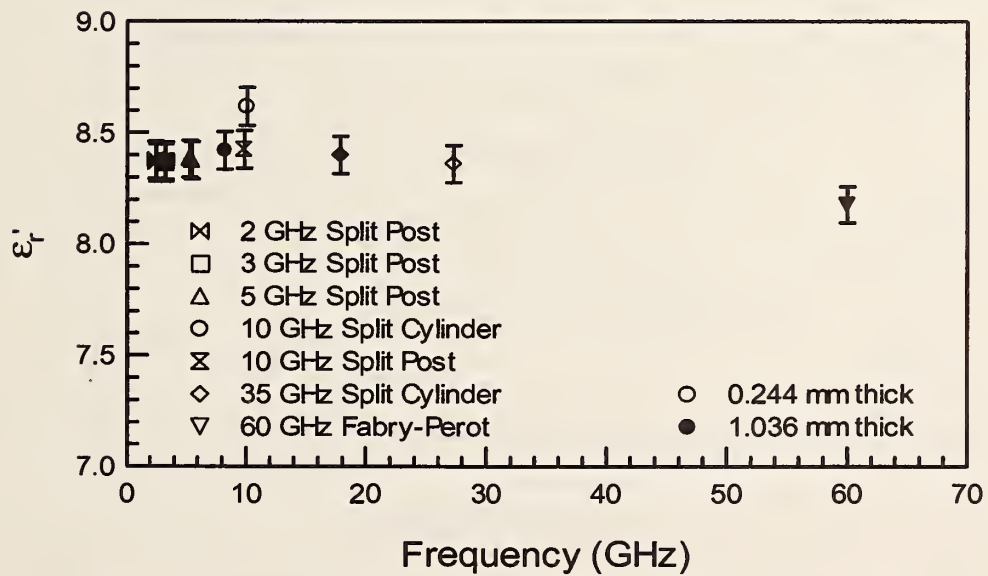 9.0
8.5
8.0
7.5
7.0
εr'
2 GHz Split Post
3 GHz Split Post
5 GHz Split Post
10 GHz Split Cylinder
10 GHz Split Post
35 GHz Split Cylinder
60 GHz Fabry-Perot
0.244 mm thick
1.036 mm thick
0 10 20 30 40 50 60 70
Frequency (GHz)